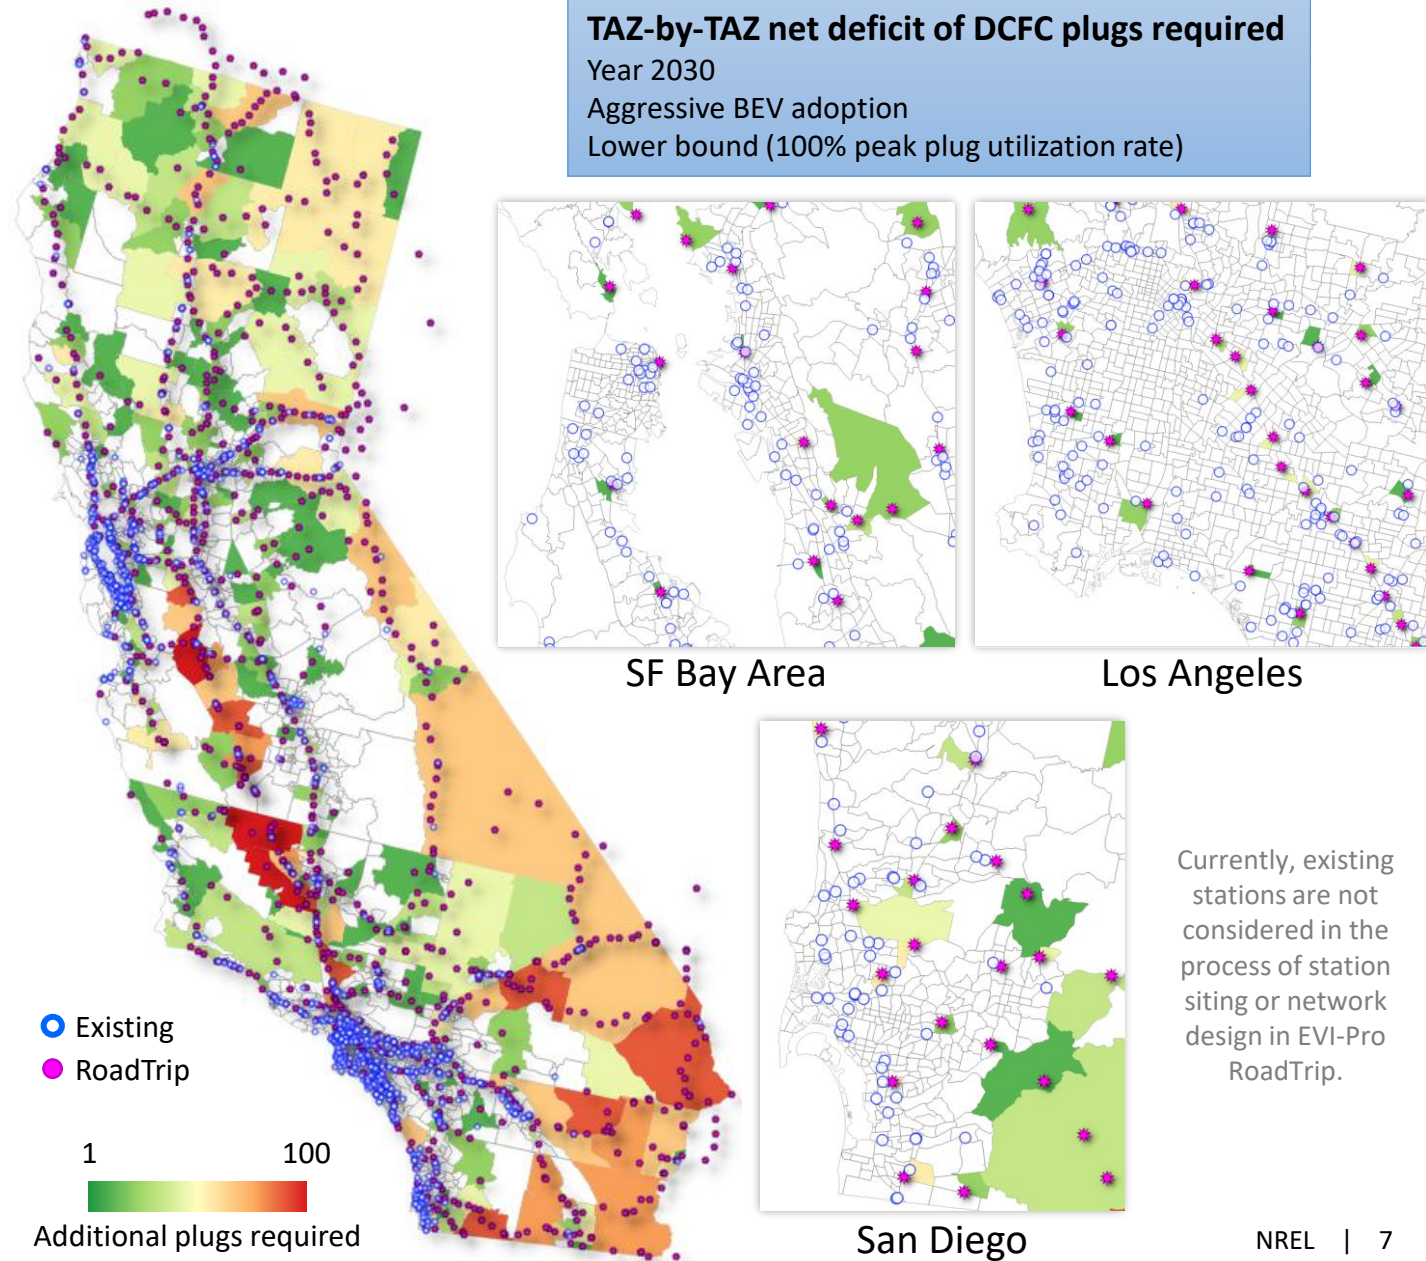 TAZ-by-TAZ net deficit of DCFC plugs required
Year 2030
Aggressive BEV adoption
Lower bound (100% peak plug utilization rate)
SF Bay Area
Los Angeles
Currently, existing
stations are not
considered in the
process of station
siting or network
design in EVI-Pro
RoadTrip.
Existing
RoadTrip
1 100
Additional plugs required
San Diego
NREL | 7